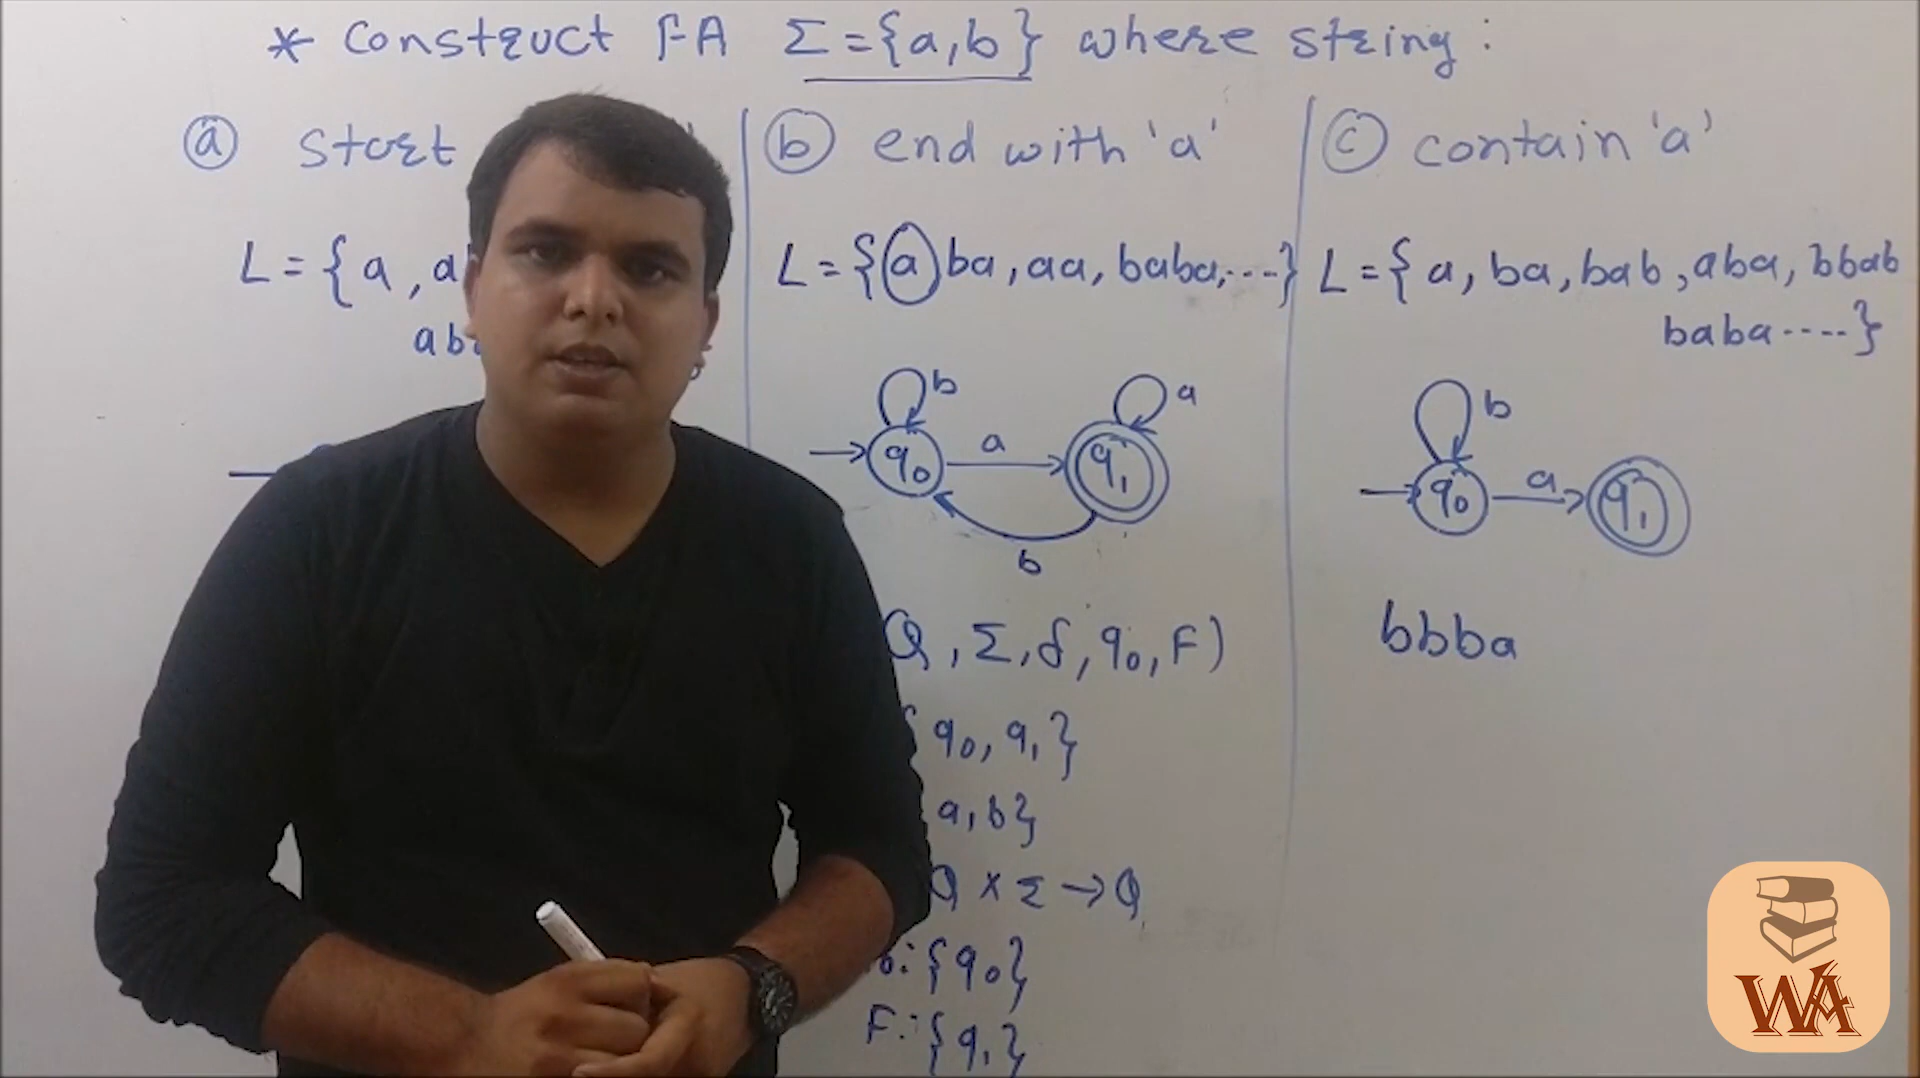 * Construct FA Σ={a,b} where string:
(a) start
L={a,a
ab
(b) end with 'a'
L={a ba,aa,baba,...}
b
a
q0
a
q1
b
Q,Σ,δ,q0,F)
q0,q1}
a,b}
Q x Σ → Q
: {q0}
F: {q1}
(c) contain 'a'
L={a,ba,bab,aba,bbab
baba....}
b
q0
a
q1
bbba
WA